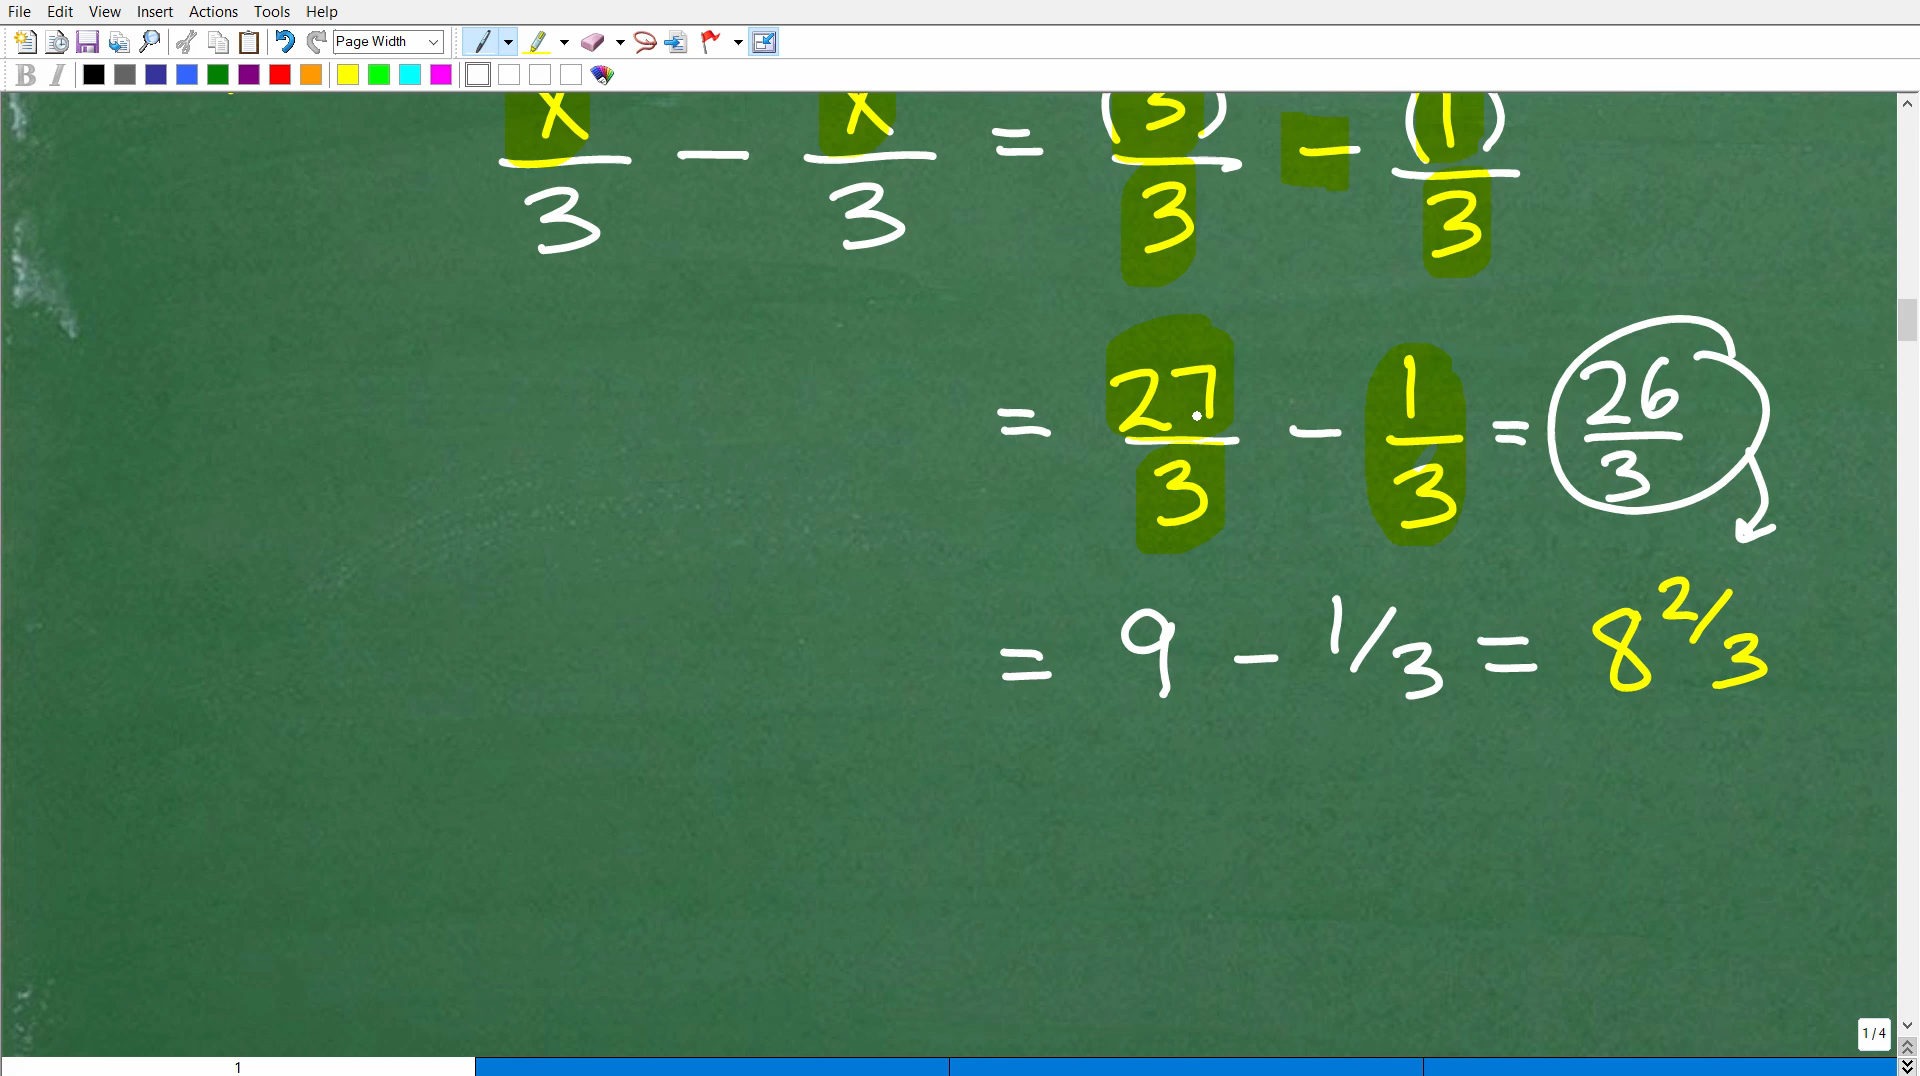 File Edit View Insert Actions Tools Help
Page Width
B I
x/3 - x/3 = (3)/3 - (1)/3
= 27/3 - 1/3 = 26/3
= 9 - 1/3 = 8 2/3
1 / 4
1